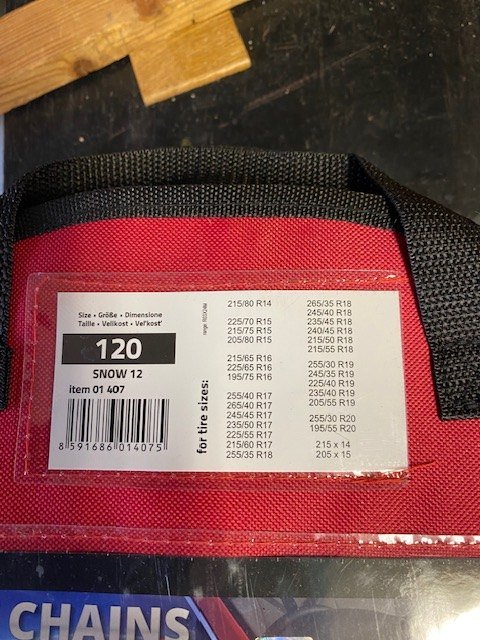 Size • Größe • Dimensione
Taille • Velikost • Veľkosť
120
SNOW 12
item 01 407
8 591686 014075
for tire sizes:
215/80 R14
225/70 R15
215/75 R15
205/80 R15
215/65 R16
225/65 R16
195/75 R16
255/40 R17
265/40 R17
245/45 R17
235/50 R17
225/55 R17
215/60 R17
255/35 R18
265/35 R18
245/40 R18
235/45 R18
240/45 R18
215/50 R18
215/55 R18
255/30 R19
245/35 R19
225/40 R19
235/40 R19
205/55 R19
255/30 R20
195/55 R20
215 x 14
205 x 15
CHAINS